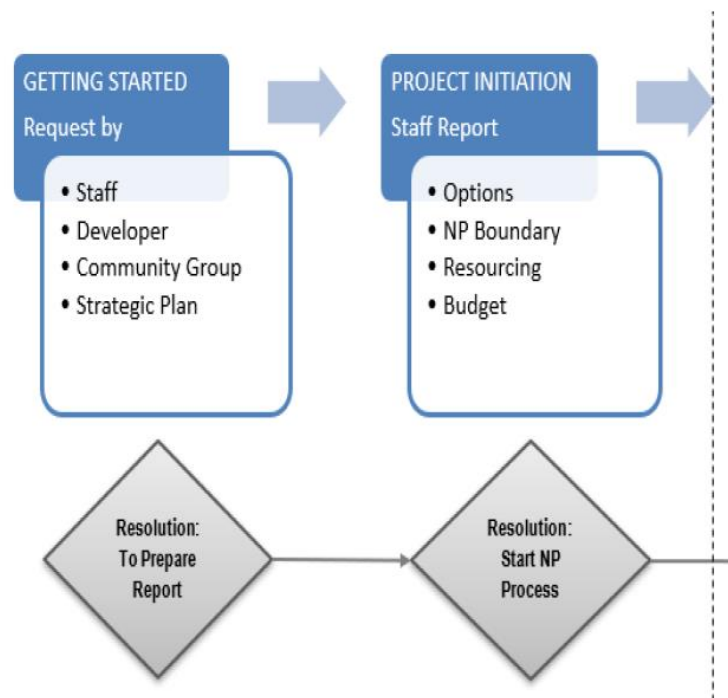 GETTING STARTED
Request by
• Staff
• Developer
• Community Group
• Strategic Plan
PROJECT INITIATION
Staff Report
• Options
• NP Boundary
• Resourcing
• Budget
Resolution:
To Prepare
Report
Resolution:
Start NP
Process